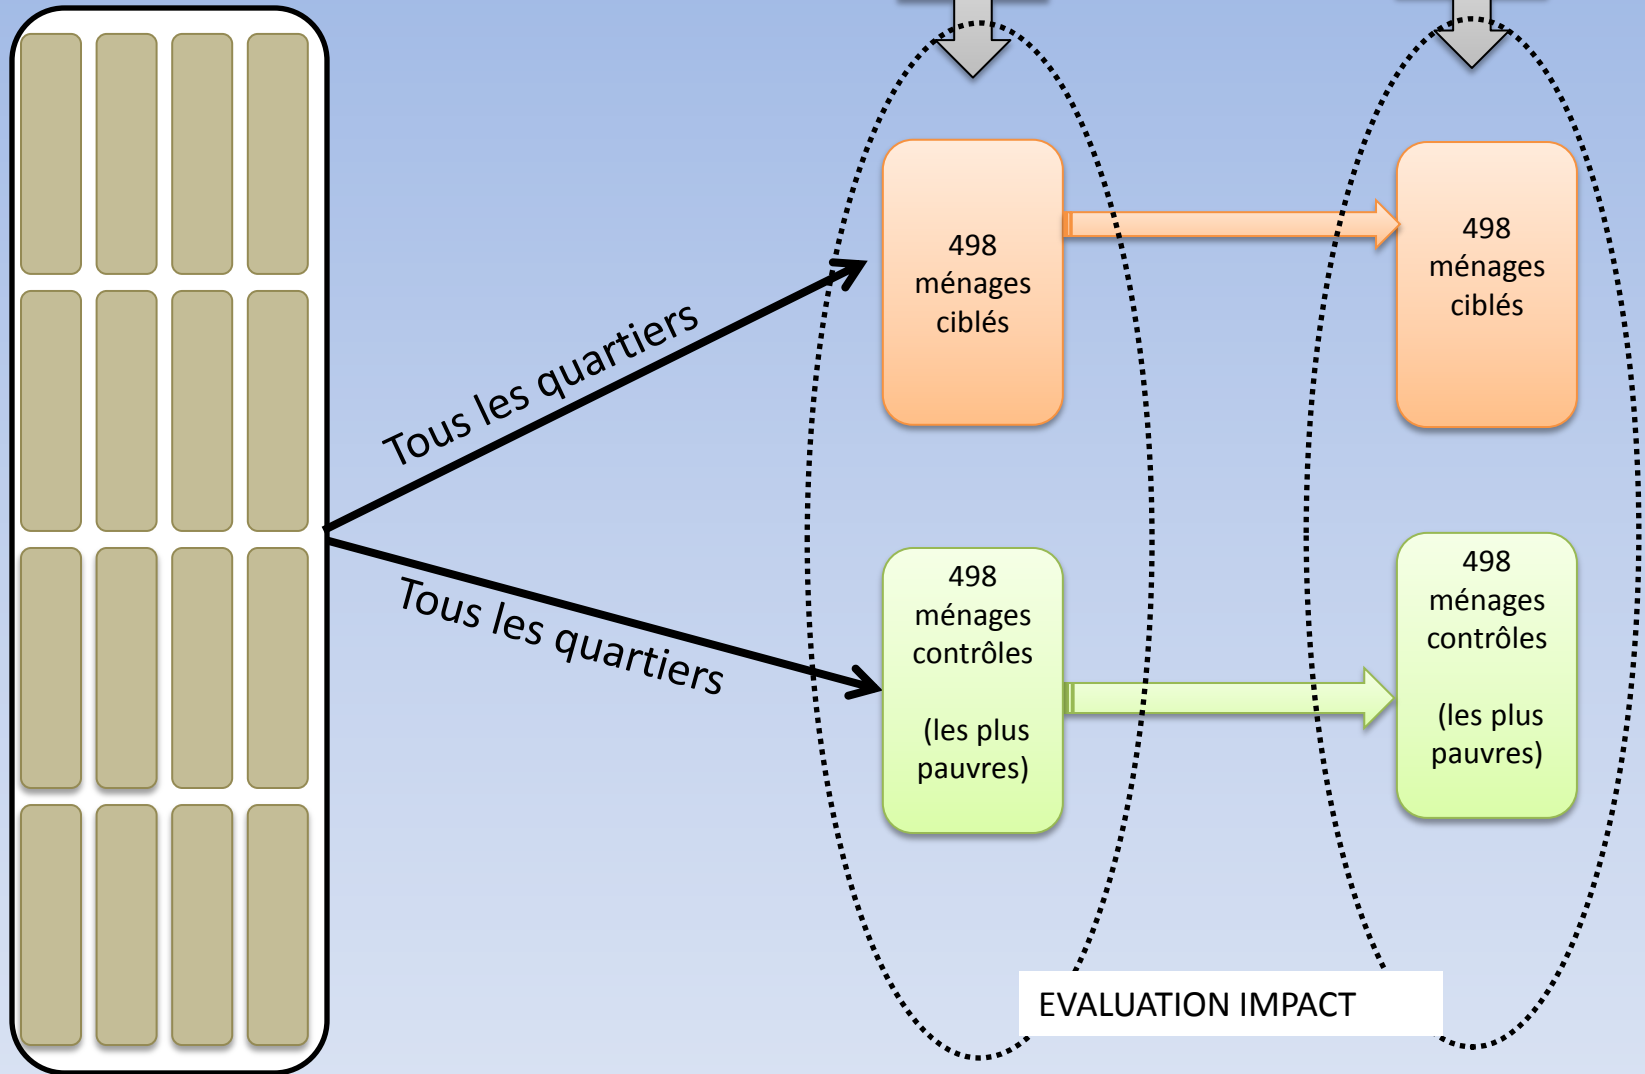 Tous les quartiers
Tous les quartiers
498
ménages
ciblés
498
ménages
ciblés
498
ménages
contrôles
(les plus
pauvres)
498
ménages
contrôles
(les plus
pauvres)
EVALUATION IMPACT